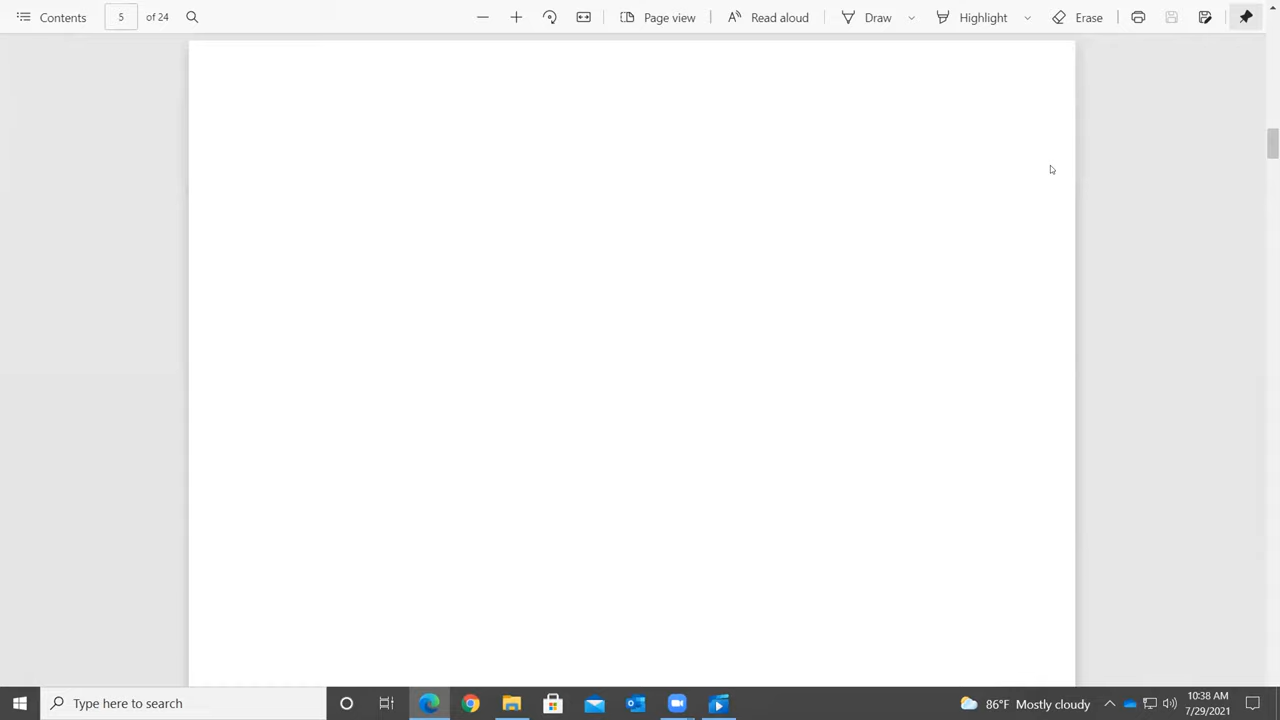 Contents 5 of 24 Page view Read aloud Draw Highlight Erase
Type here to search 86°F Mostly cloudy 10:38 AM
7/29/2021